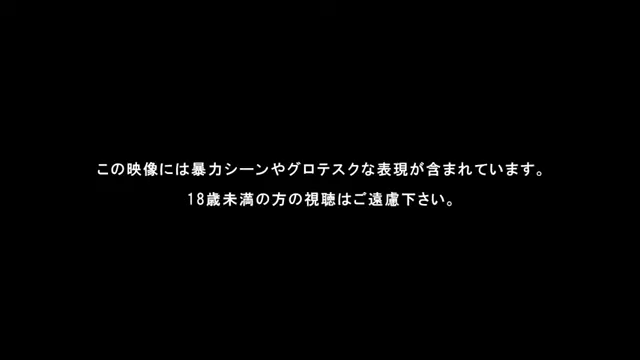 この映像には暴力シーンやグロテスクな表現が含まれています。
18歳未満の方の視聴はご遠慮下さい。